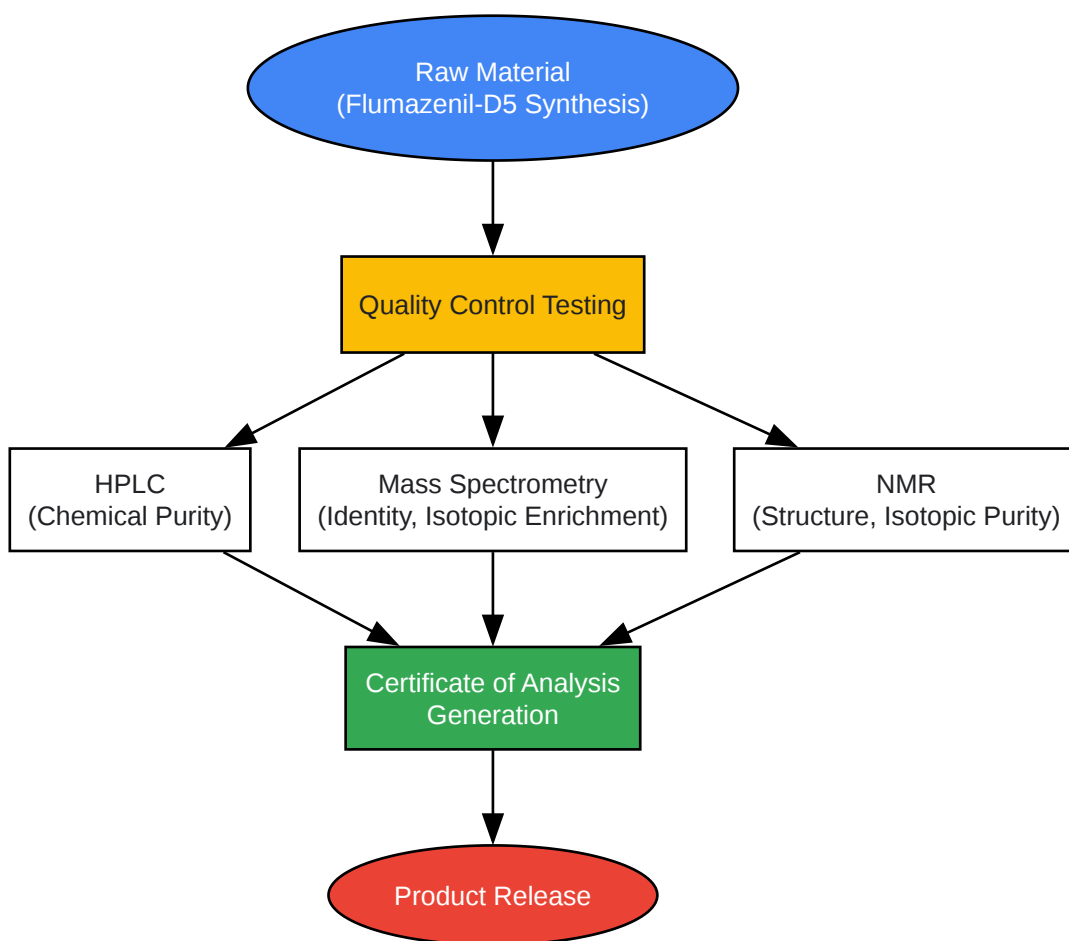 Raw Material
(Flumazenil-D5 Synthesis)
Quality Control Testing
HPLC
(Chemical Purity)
Mass Spectrometry
(Identity, Isotopic Enrichment)
NMR
(Structure, Isotopic Purity)
Certificate of Analysis
Generation
Product Release